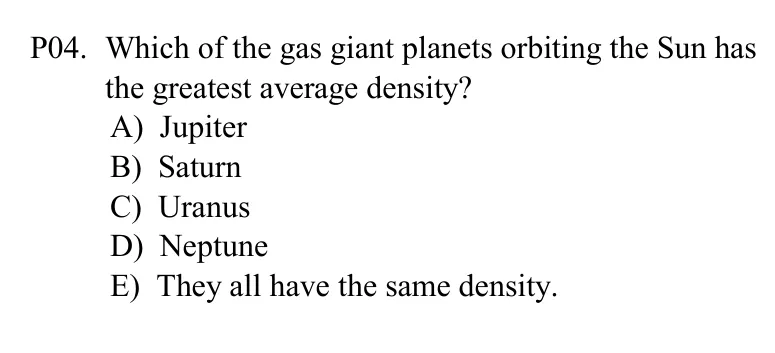 P04. Which of the gas giant planets orbiting the Sun has
the greatest average density?
A) Jupiter
B) Saturn
C) Uranus
D) Neptune
E) They all have the same density.